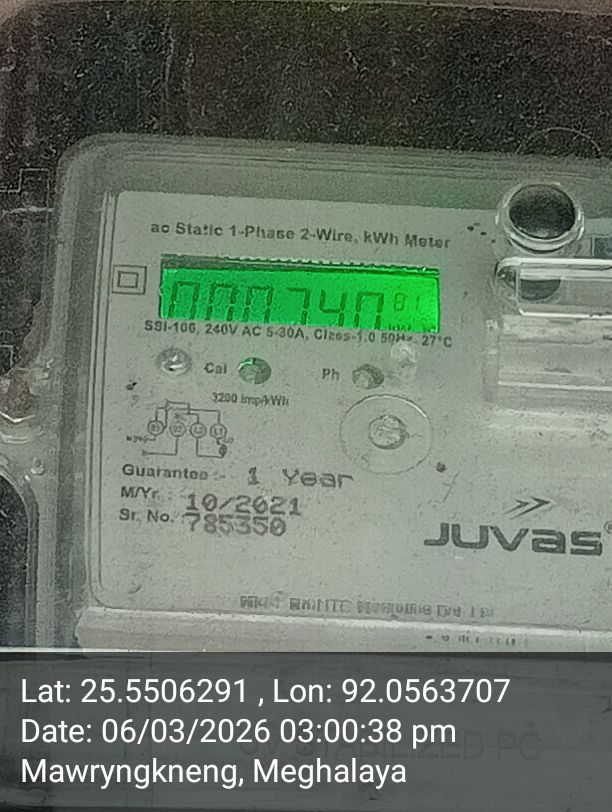 ac Static 1-Phase 2-Wire, kWh Meter
000740 81
SSI-106, 240V AC 5-30A, Class-1.0 50Hz, 27°C
Cal
Ph
3200 imp/kWh
Guarantee :- 1 Year
M/Yr. : 10/2021
Sr. No. 785350
JUVAS
Lat: 25.5506291 , Lon: 92.0563707
Date: 06/03/2026 03:00:38 pm
Mawryngkneng, Meghalaya